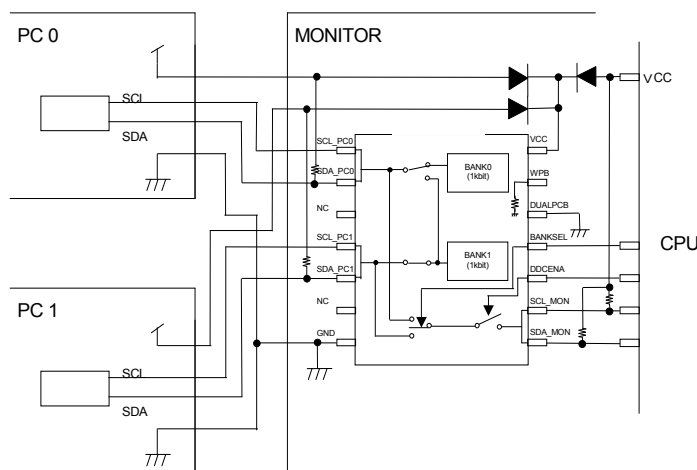 PC 0
MONITOR
VCC
SCL
SDA
SCL_PC0
VCC
BANK0
(1kbit)
SDA_PC0
WPB
NC
DUALPCB
SCL_PC1
BANKSEL
CPU
BANK1
(1kbit)
SDA_PC1
DDCENA
PC 1
NC
SCL_MON
GND
SDA_MON
SCL
SDA